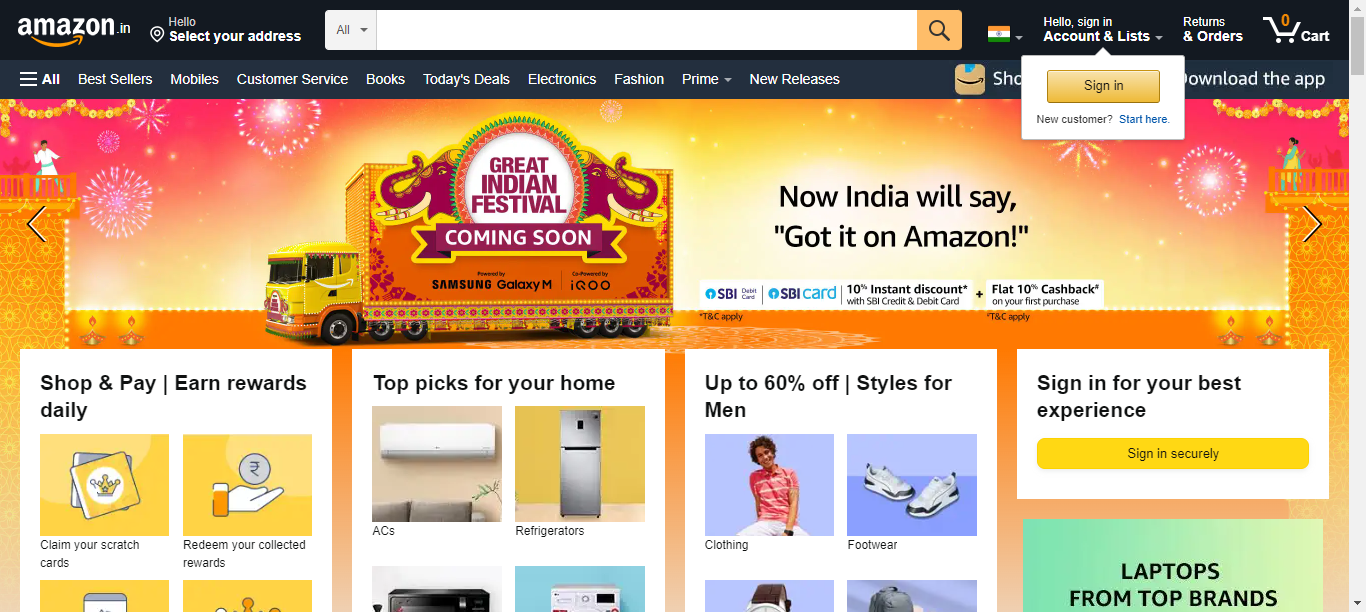 amazon.in
Hello
Select your address
All
Hello, sign in
Account & Lists
Returns
& Orders
0
Cart
All
Best Sellers
Mobiles
Customer Service
Books
Today's Deals
Electronics
Fashion
Prime
New Releases
Sho
Download the app
Sign in
New customer? Start here.
GREAT
INDIAN
FESTIVAL
COMING SOON
Powered by
SAMSUNG Galaxy M
Co-Powered by
iQOO
Now India will say,
"Got it on Amazon!"
SBI Debit Card
SBI card
10% Instant discount*
with SBI Credit & Debit Card
+
Flat 10% Cashback#
on your first purchase
*T&C apply
#T&C apply
Shop & Pay | Earn rewards
daily
Claim your scratch
cards
Redeem your collected
rewards
Top picks for your home
ACs
Refrigerators
Up to 60% off | Styles for
Men
Clothing
Footwear
Sign in for your best
experience
Sign in securely
LAPTOPS
FROM TOP BRANDS